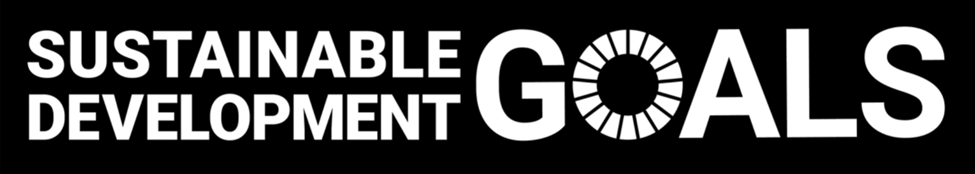 SUSTAINABLE
DEVELOPMENT
GOALS